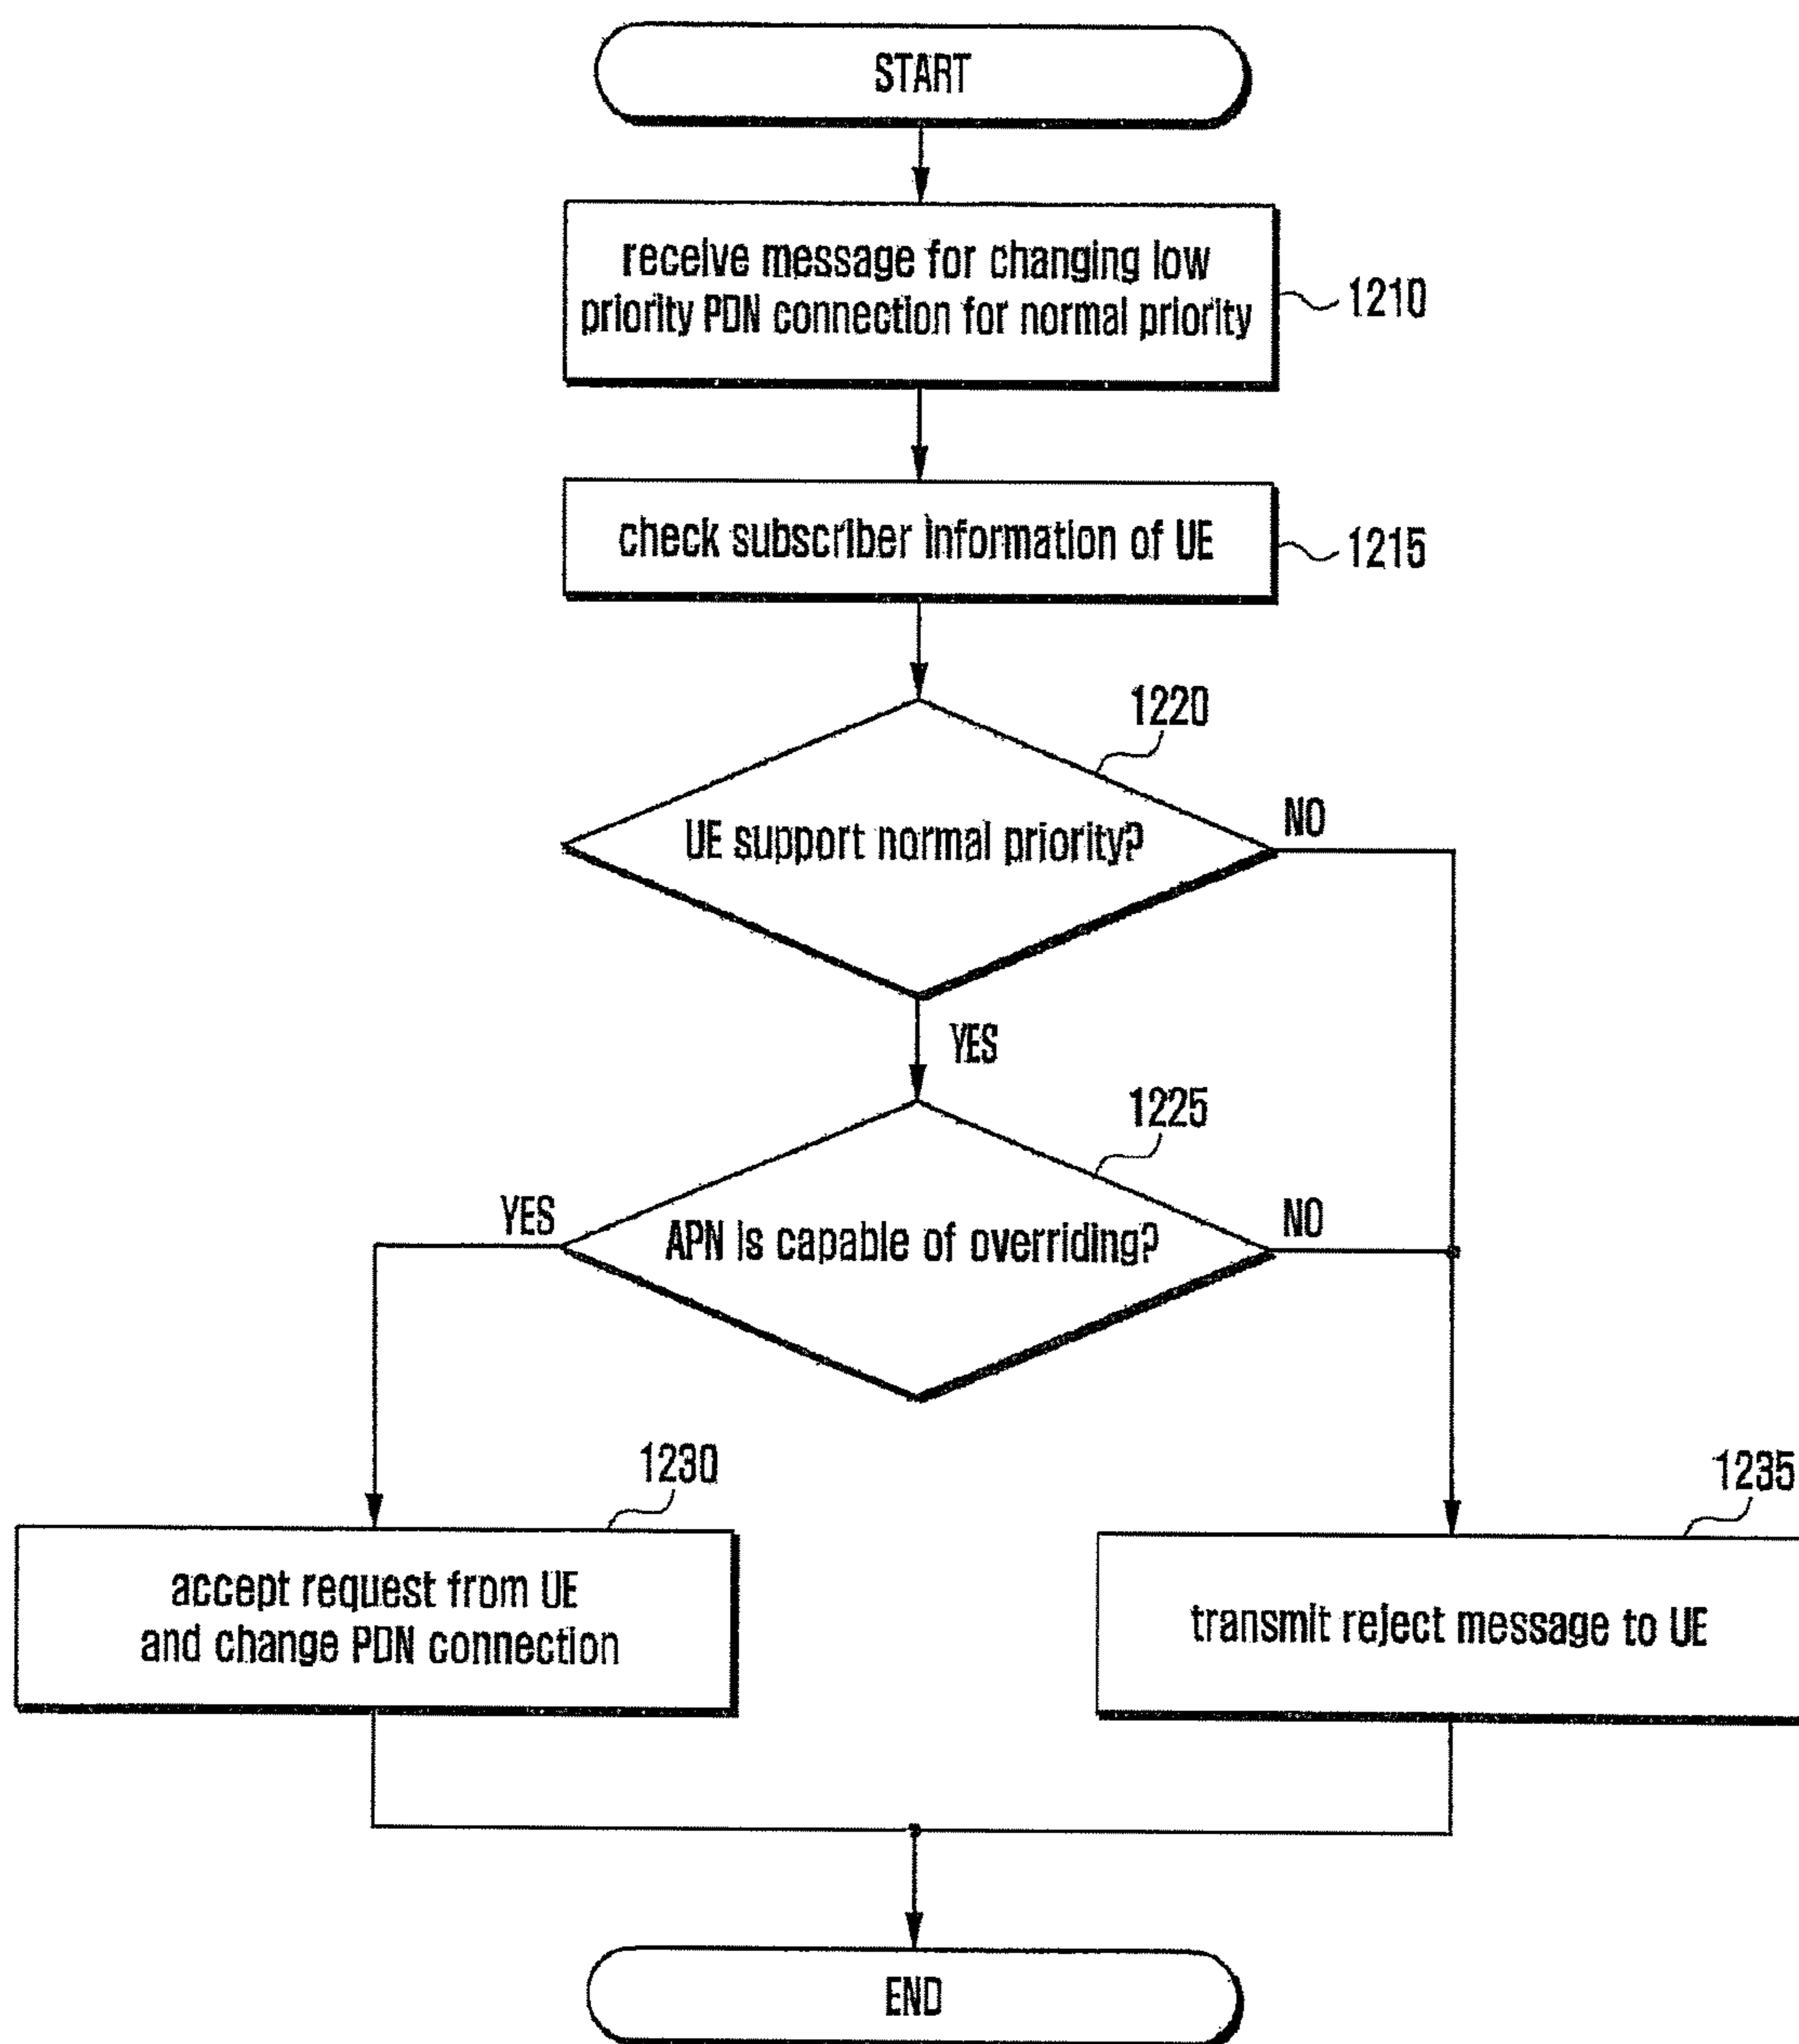 START
receive message for changing low
priority PDN connection for normal priority
1210
check subscriber information of UE
1215
1220
UE support normal priority?
NO
YES
1225
YES
APN is capable of overriding?
NO
1230
1235
accept request from UE
and change PDN connection
transmit reject message to UE
END